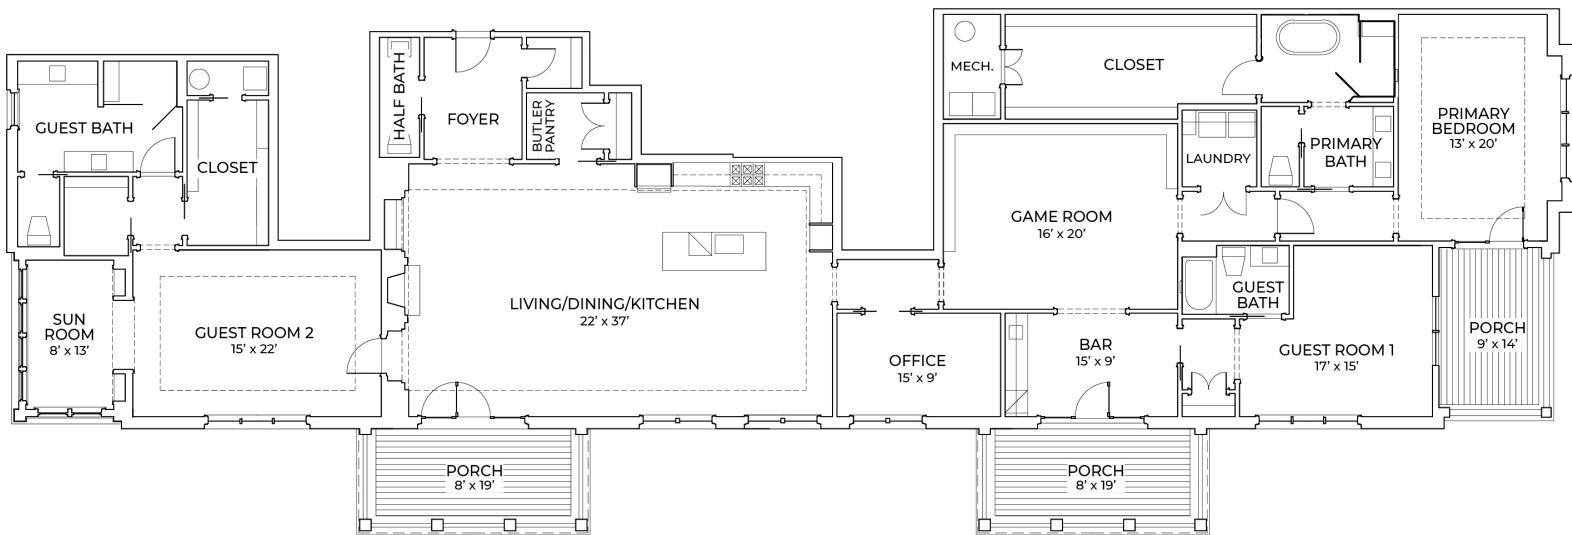 GUEST BATH
CLOSET
SUN
ROOM
8' x 13'
GUEST ROOM 2
15' x 22'
HALF BATH
FOYER
BUTLER
PANTRY
LIVING/DINING/KITCHEN
22' x 37'
PORCH
8' x 19'
MECH.
CLOSET
GAME ROOM
16' x 20'
LAUNDRY
PRIMARY
BATH
PRIMARY
BEDROOM
13' x 20'
OFFICE
15' x 9'
BAR
15' x 9'
GUEST
BATH
GUEST ROOM 1
17' x 15'
PORCH
9' x 14'
PORCH
8' x 19'